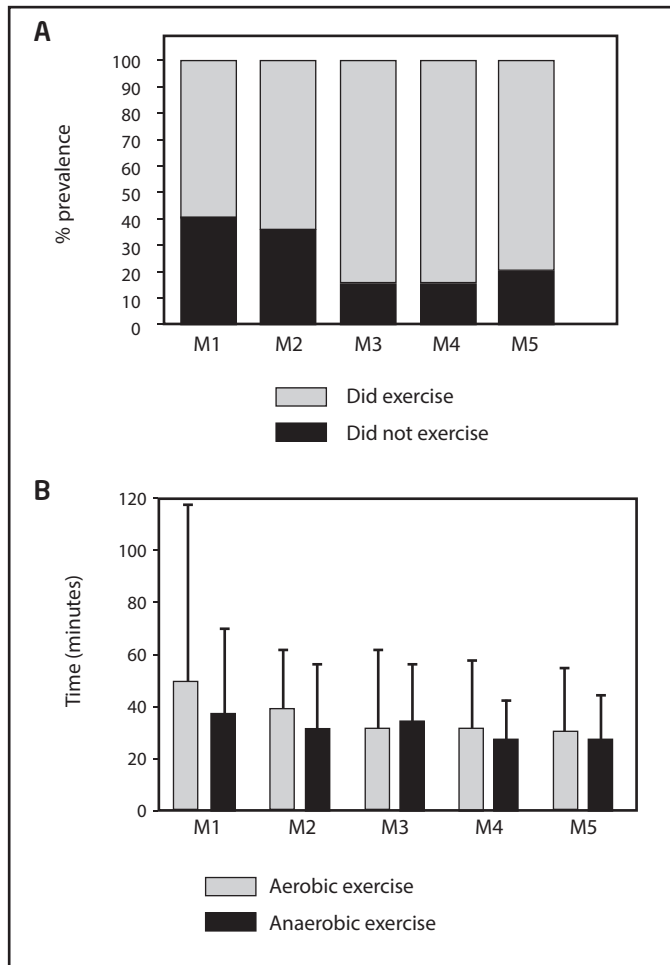 A
100
90
80
70
60
50
40
30
20
10
0
% prevalence
M1 M2 M3 M4 M5
Did exercise
Did not exercise
B
120
100
80
60
40
20
0
Time (minutes)
M1 M2 M3 M4 M5
Aerobic exercise
Anaerobic exercise